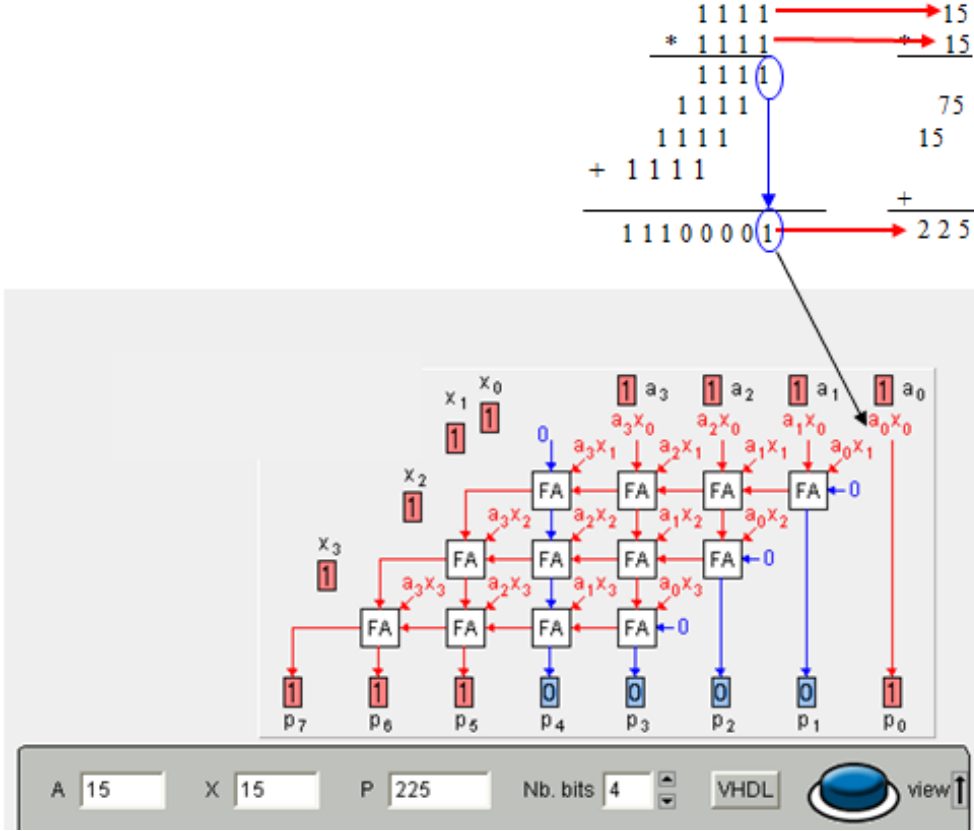 1 1 1 1 15
* 1 1 1 1 * 15
1 1 1 1
1 1 1 1 75
1 1 1 1 15
+ 1 1 1 1
+
1 1 1 0 0 0 0 1 2 2 5
x0 1 a3 1 a2 1 a1 1 a0
x1 1
1 a3x0 a2x0 a1x0 a0x0
0 a3x1 a2x1 a1x1 a0x1
x2 FA FA FA FA 0
1 a3x2 a2x2 a1x2 a0x2
x3 FA FA FA FA 0
1 a3x3 a2x3 a1x3 a0x3
FA FA FA FA 0
1 1 1 0 0 0 0 1
p7 p6 p5 p4 p3 p2 p1 p0
A 15 X 15 P 225 Nb. bits 4 VHDL view